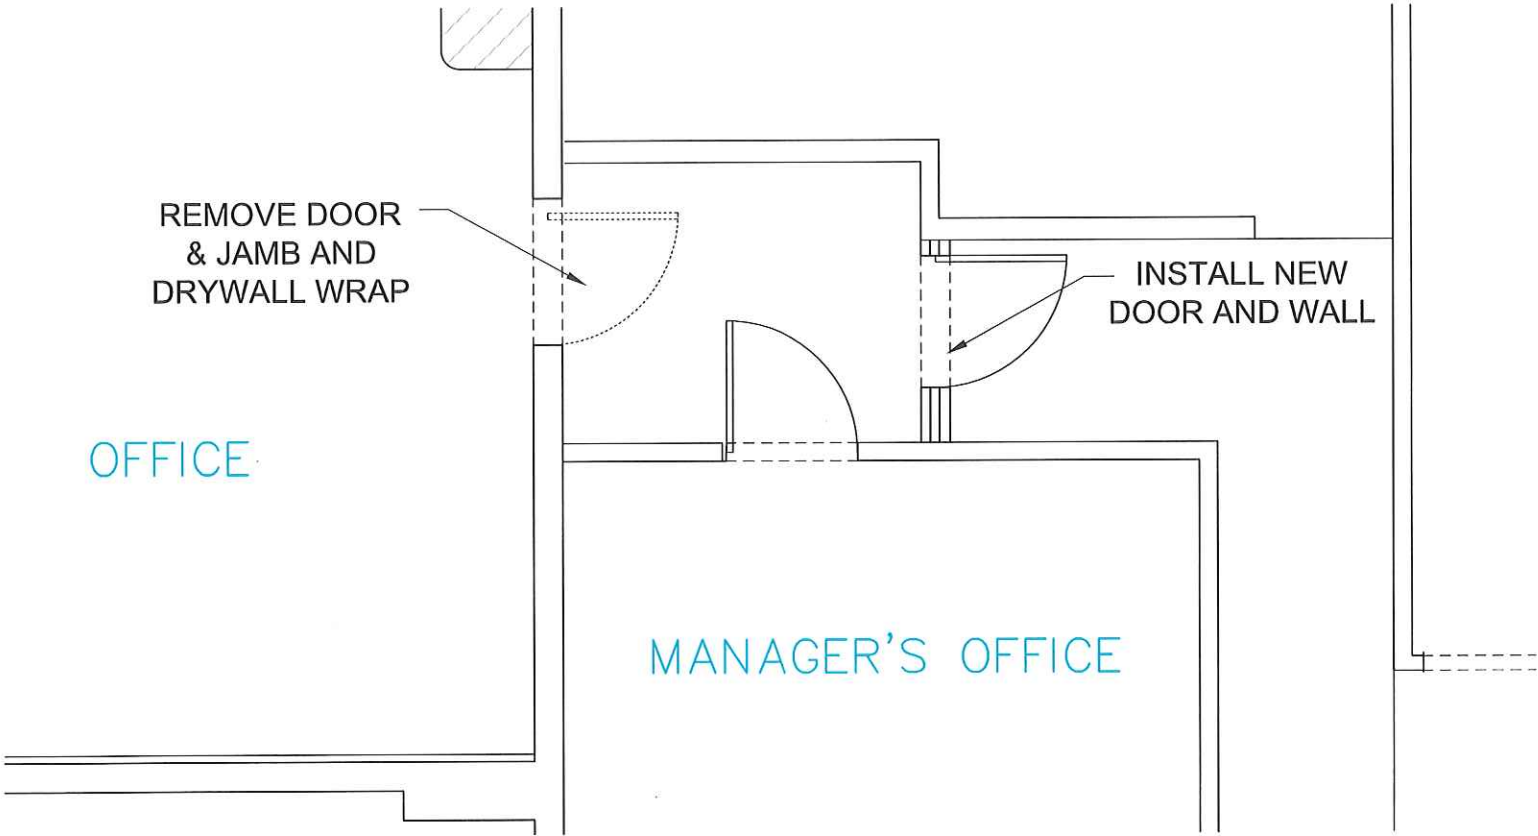 REMOVE DOOR
& JAMB AND
DRYWALL WRAP
INSTALL NEW
DOOR AND WALL
OFFICE
MANAGER'S OFFICE